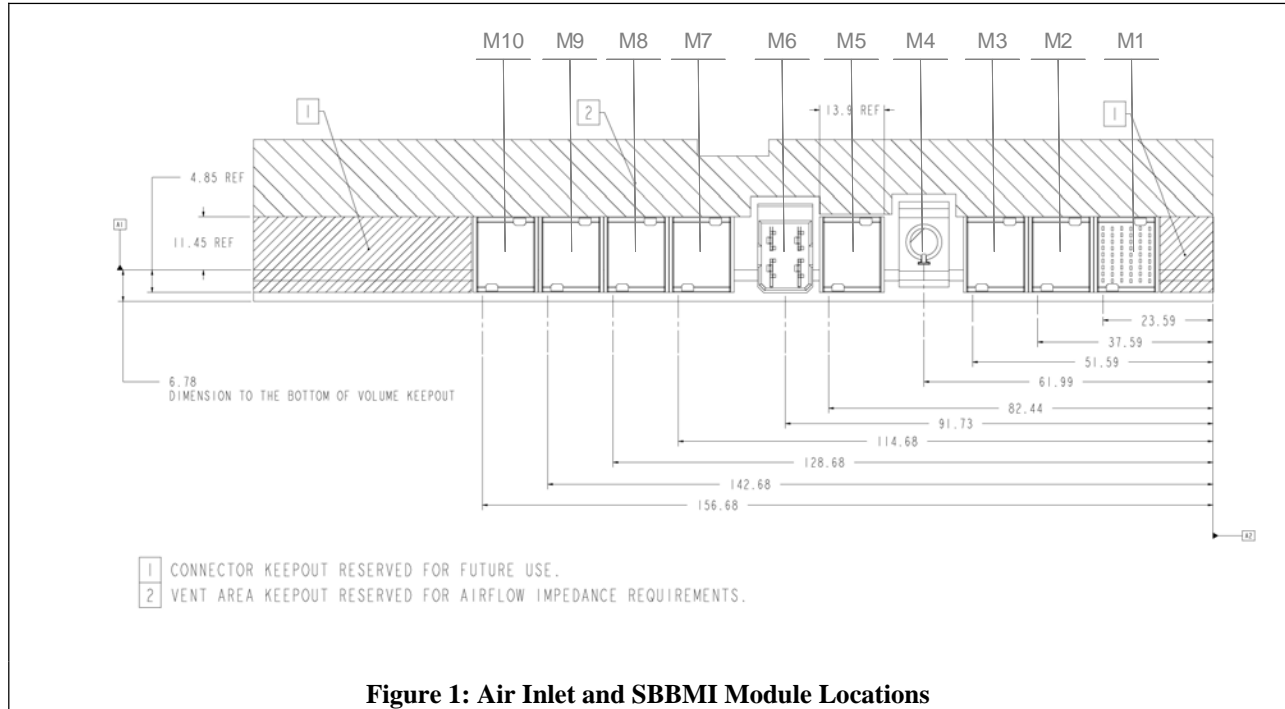 M10 M9 M8 M7 M6 M5 M4 M3 M2 M1
1
2
13.9 REF
1
4.85 REF
11.45 REF
A1
23.59
37.59
51.59
6.78
DIMENSION TO THE BOTTOM OF VOLUME KEEPOUT
61.99
82.44
91.73
114.68
128.68
142.68
156.68
A2
1 CONNECTOR KEEPOUT RESERVED FOR FUTURE USE.
2 VENT AREA KEEPOUT RESERVED FOR AIRFLOW IMPEDANCE REQUIREMENTS.
Figure 1: Air Inlet and SBBMI Module Locations